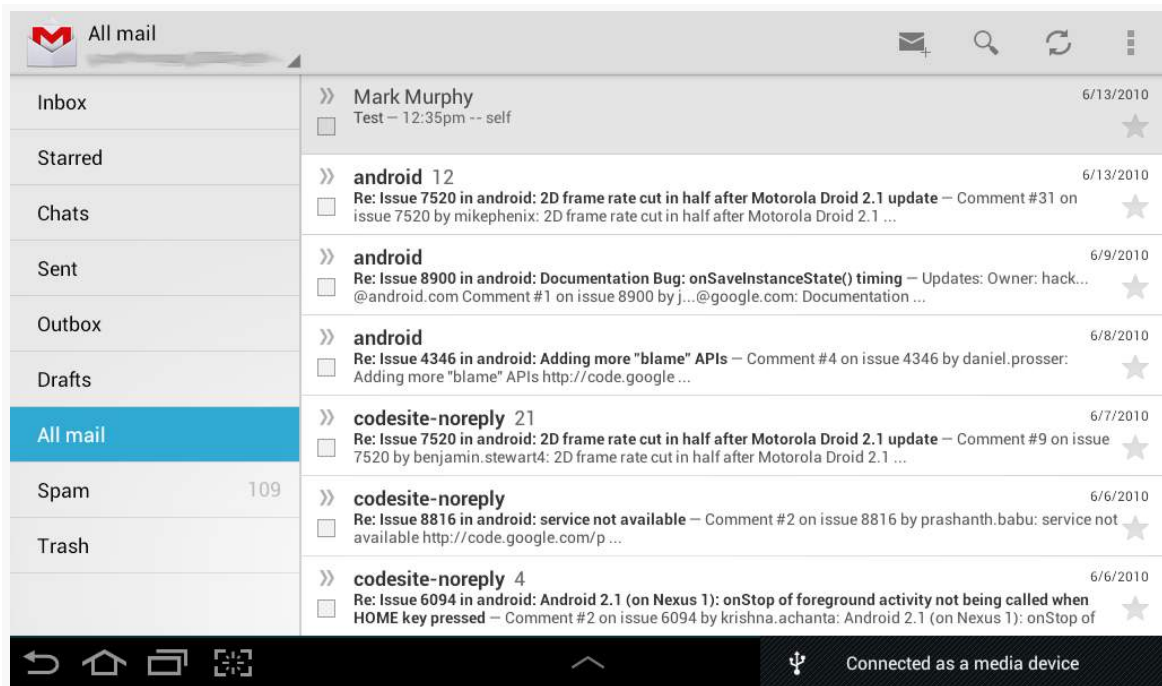 All mail
Inbox
Starred
Chats
Sent
Outbox
Drafts
All mail
Spam 109
Trash
Mark Murphy 6/13/2010
Test – 12:35pm -- self
android 12 6/13/2010
Re: Issue 7520 in android: 2D frame rate cut in half after Motorola Droid 2.1 update – Comment #31 on
issue 7520 by mikephenix: 2D frame rate cut in half after Motorola Droid 2.1 ...
android 6/9/2010
Re: Issue 8900 in android: Documentation Bug: onSaveInstanceState() timing – Updates: Owner: hack...
@android.com Comment #1 on issue 8900 by j...@google.com: Documentation ...
android 6/8/2010
Re: Issue 4346 in android: Adding more "blame" APIs – Comment #4 on issue 4346 by daniel.prosser:
Adding more "blame" APIs http://code.google ...
codesite-noreply 21 6/7/2010
Re: Issue 7520 in android: 2D frame rate cut in half after Motorola Droid 2.1 update – Comment #9 on issue
7520 by benjamin.stewart4: 2D frame rate cut in half after Motorola Droid 2.1 ...
codesite-noreply 6/6/2010
Re: Issue 8816 in android: service not available – Comment #2 on issue 8816 by prashanth.babu: service not
available http://code.google.com/p ...
codesite-noreply 4 6/6/2010
Re: Issue 6094 in android: Android 2.1 (on Nexus 1): onStop of foreground activity not being called when
HOME key pressed – Comment #2 on issue 6094 by krishna.achanta: Android 2.1 (on Nexus 1): onStop of
Connected as a media device